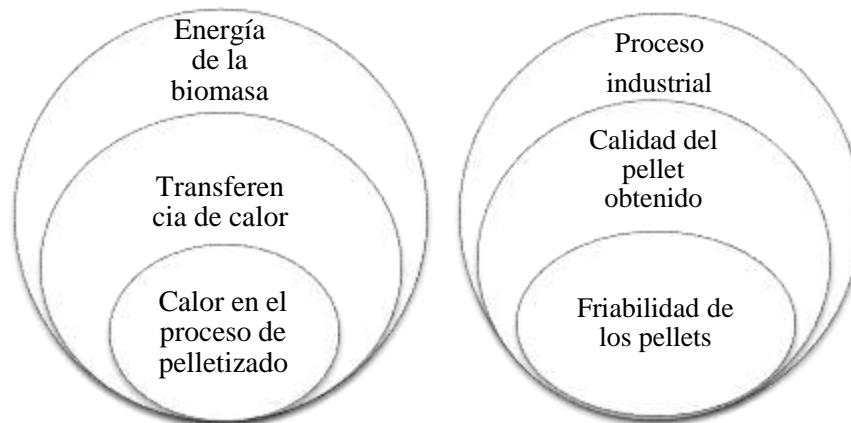 Energía
de la
biomasa
Transferen
cia de calor
Calor en el
proceso de
pelletizado
Proceso
industrial
Calidad del
pellet
obtenido
Friabilidad de
los pellets